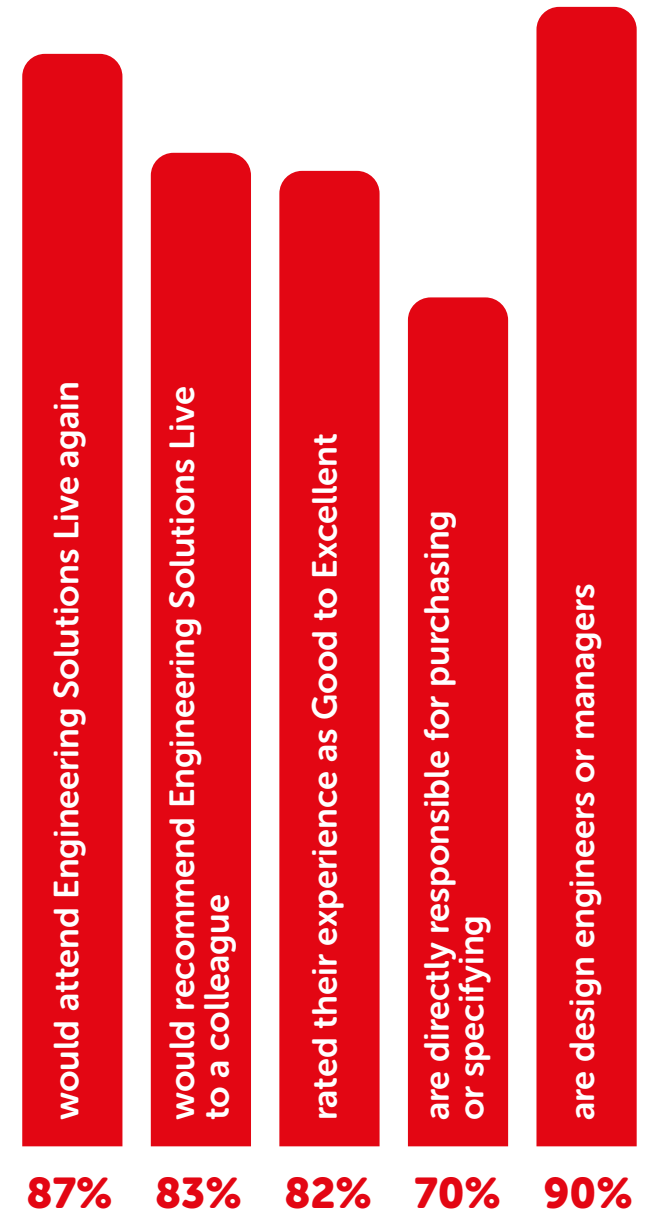 would attend Engineering Solutions Live again
87%
would recommend Engineering Solutions Live
to a colleague
83%
rated their experience as Good to Excellent
82%
are directly responsible for purchasing
or specifying
70%
are design engineers or managers
90%